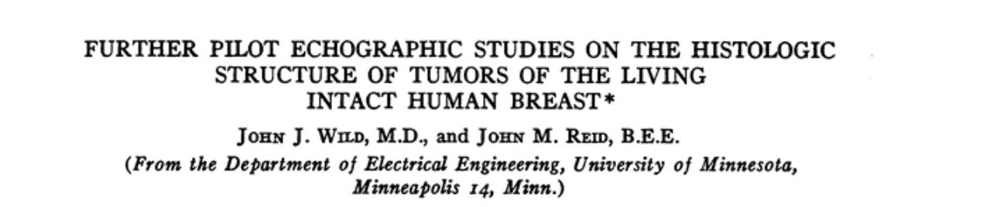 FURTHER PILOT ECHOGRAPHIC STUDIES ON THE HISTOLOGIC
STRUCTURE OF TUMORS OF THE LIVING
INTACT HUMAN BREAST*
JOHN J. WILD, M.D., and JOHN M. REID, B.E.E.
(From the Department of Electrical Engineering, University of Minnesota,
Minneapolis 14, Minn.)